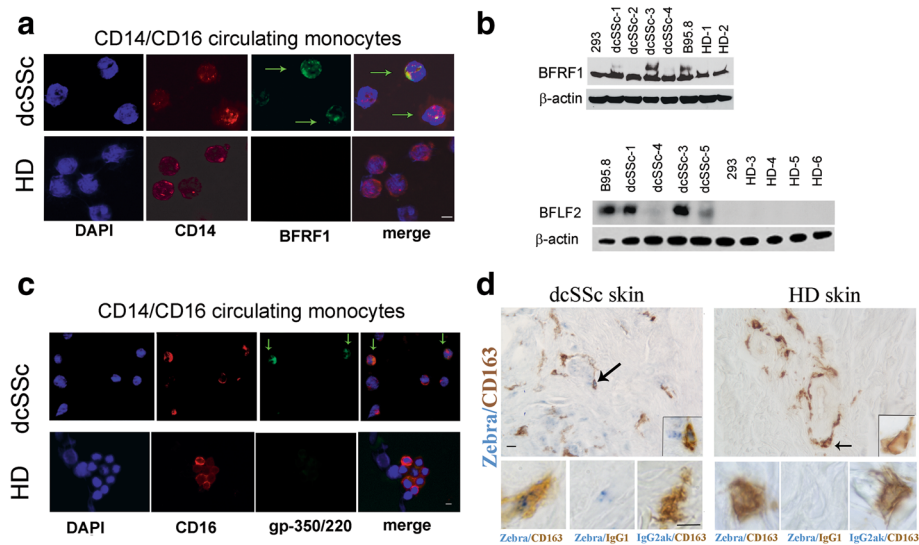 a
CD14/CD16 circulating monocytes
dcSSc
HD
DAPI CD14 BFRF1 merge
b
293 dcSSc-1 dcSSc-2 dcSSc-3 dcSSc-4 B95.8 HD-1 HD-2
BFRF1
β-actin
B95.8 dcSSc-1 dcSSc-4 dcSSc-3 dcSSc-5 293 HD-3 HD-4 HD-5 HD-6
BFLF2
β-actin
c
CD14/CD16 circulating monocytes
dcSSc
HD
DAPI CD16 gp-350/220 merge
d
dcSSc skin HD skin
Zebra/CD163
Zebra/CD163 Zebra/IgG1 IgG2ak/CD163 Zebra/CD163 Zebra/IgG1 IgG2ak/CD163